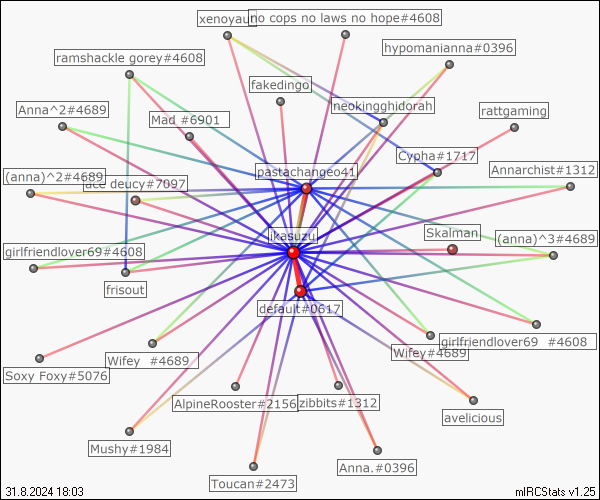 xenoyaun
no cops no laws no hope#4608
ramshackle gorey#4608
hypomanianna#0396
fakedingo
neokingghidorah
Anna^2#4689
Mad #6901
rattgaming
Cypha#1717
pastachangeo41
(anna)^2#4689
ace deucy#7097
Annarchist#1312
ikasuzu
Skalman
(anna)^3#4689
girlfriendlover69#4608
frisout
default#0617
Wifey #4689
Wifey#4689
girlfriendlover69 #4608
Soxy Foxy#5076
AlpineRooster#2156
zibbits#1312
avelicious
Mushy#1984
Anna.#0396
Toucan#2473
31.8.2024 18:03
mIRCStats v1.25